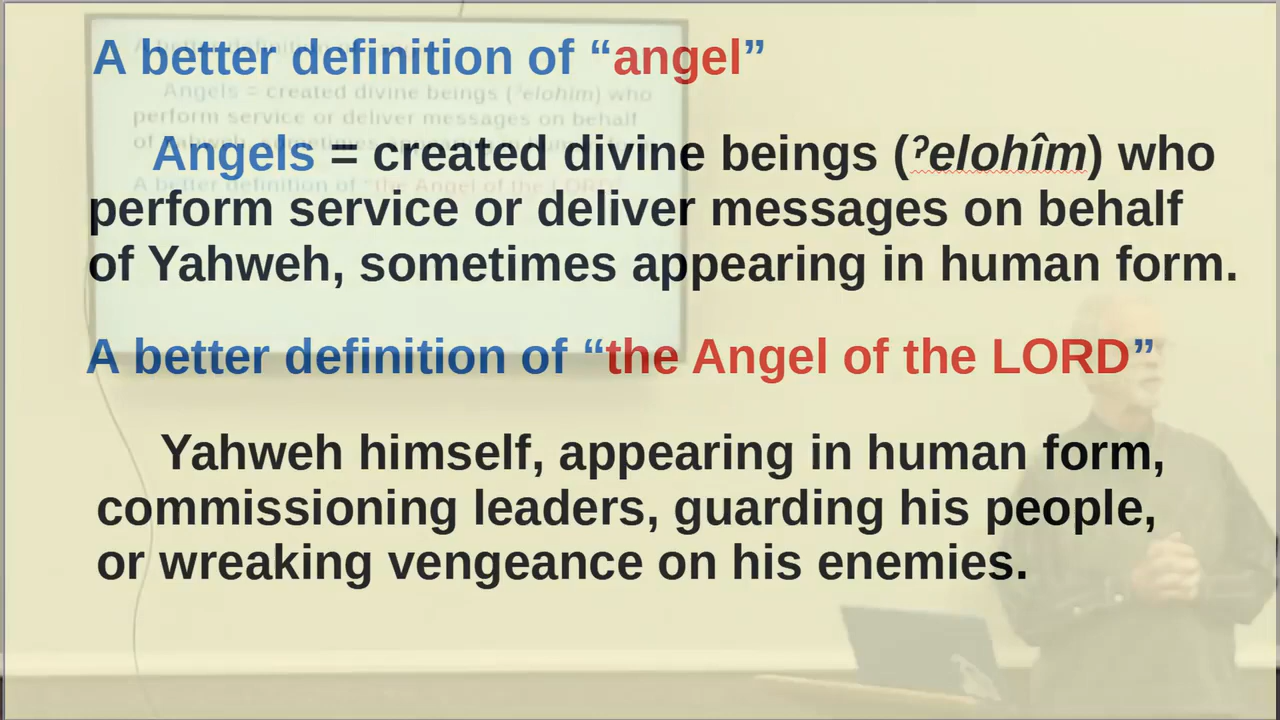 A better definition of “angel”
Angels = created divine beings (ʾelohîm) who
perform service or deliver messages on behalf
of Yahweh, sometimes appearing in human form.
A better definition of “the Angel of the LORD”
Yahweh himself, appearing in human form,
commissioning leaders, guarding his people,
or wreaking vengeance on his enemies.